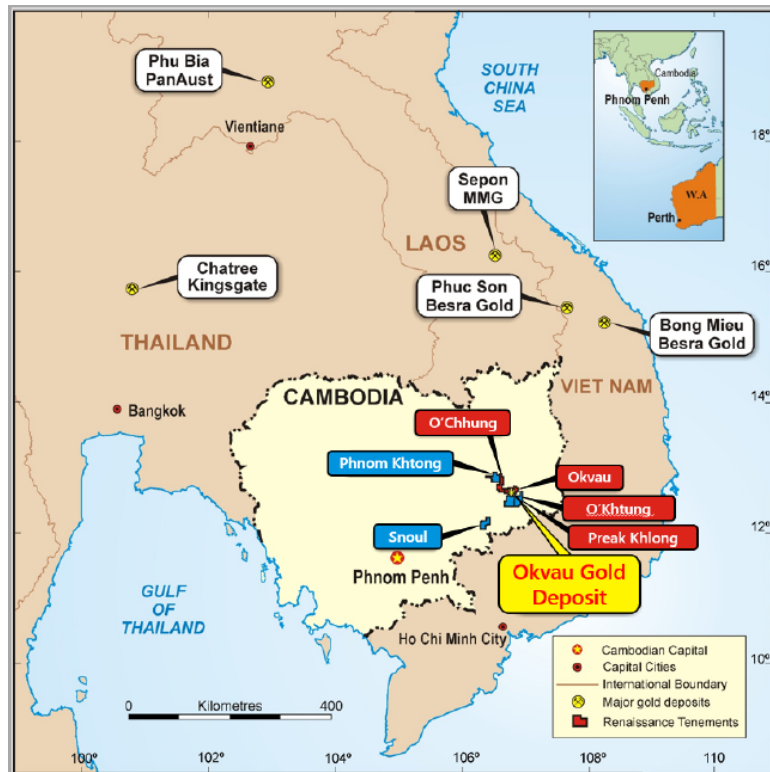 Phu Bia
PanAust
SOUTH
CHINA
SEA
Cambodia
Phnom Penh
W.A
Perth
Vientiane
18°
Sepon
MMG
LAOS
16°
Chatree
Kingsgate
Phuc Son
Besra Gold
Bong Mieu
Besra Gold
THAILAND
VIET NAM
14°
CAMBODIA
Bangkok
O'Chhung
Phnom Khtong
Okvau
O'Khtung
Preak Khlong
Snoul
12°
Phnom Penh
Okvau Gold
Deposit
GULF
OF
THAILAND
Ho Chi Minh City
10°
Cambodian Capital
Capital Cities
International Boundary
Major gold deposits
Renaissance Tenements
0 Kilometres 400
100° 102° 104° 106° 108° 110